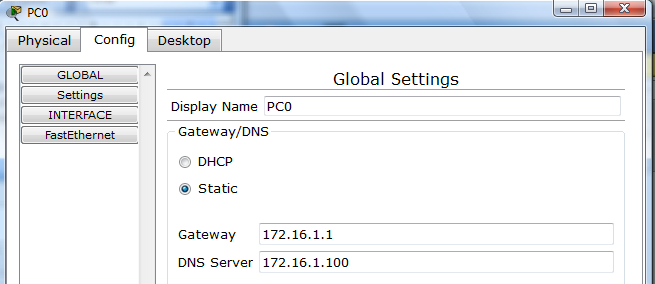 PC0
Physical Config Desktop
GLOBAL
Settings
INTERFACE
FastEthernet
Global Settings
Display Name PC0
Gateway/DNS
DHCP
Static
Gateway 172.16.1.1
DNS Server 172.16.1.100